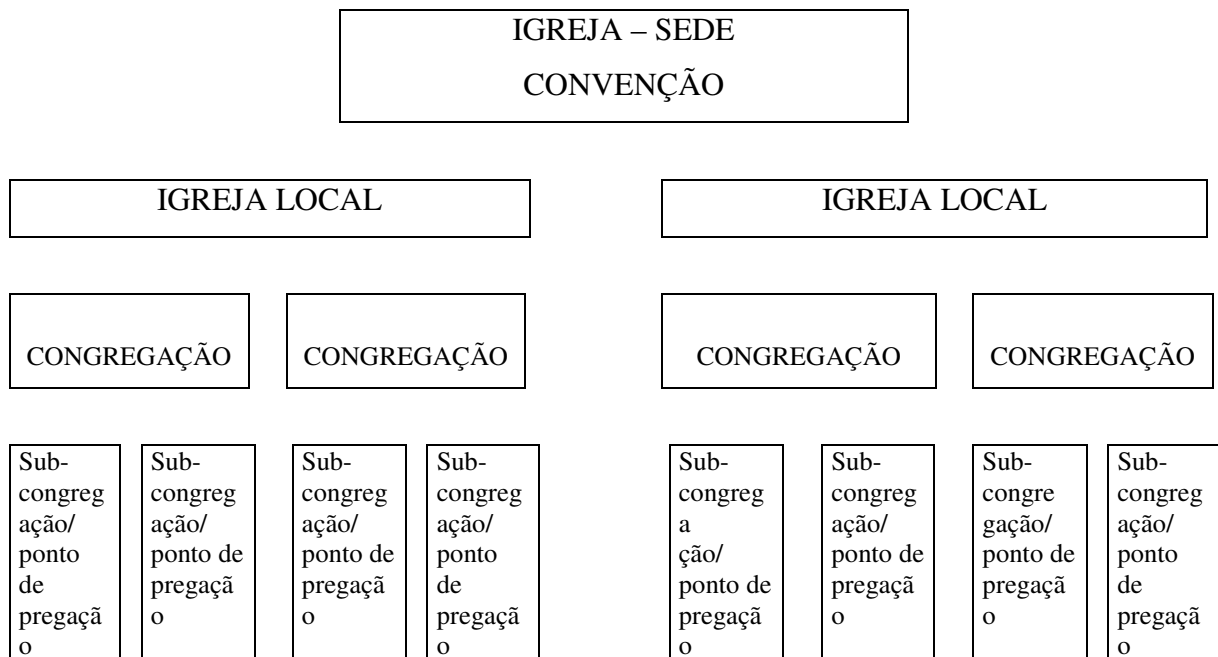 IGREJA – SEDE
CONVENÇÃO
IGREJA LOCAL
IGREJA LOCAL
CONGREGAÇÃO
CONGREGAÇÃO
CONGREGAÇÃO
CONGREGAÇÃO
Sub-
congreg
ação/
ponto
de
pregaçã
o
Sub-
congreg
ação/
ponto de
pregaçã
o
Sub-
congreg
ação/
ponto de
pregaçã
o
Sub-
congreg
ação/
ponto
de
pregaçã
o
Sub-
congreg
a
ção/
ponto de
pregaçã
o
Sub-
congreg
ação/
ponto de
pregaçã
o
Sub-
congre
gação/
ponto de
pregaçã
o
Sub-
congreg
ação/
ponto
de
pregaçã
o